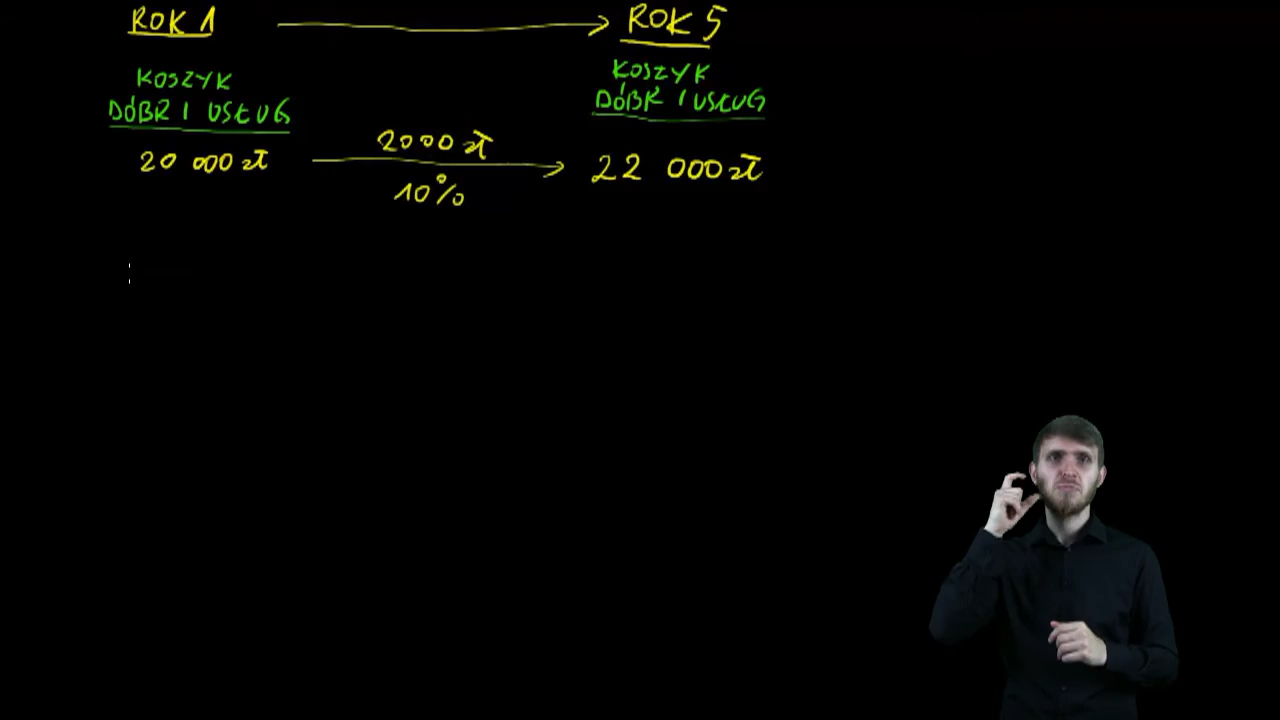 ROK 1
ROK 5
KOSZYK
DÓBR I USŁUG
KOSZYK
DÓBR I USŁUG
20 000 zł
2000 zł
10%
22 000 zł